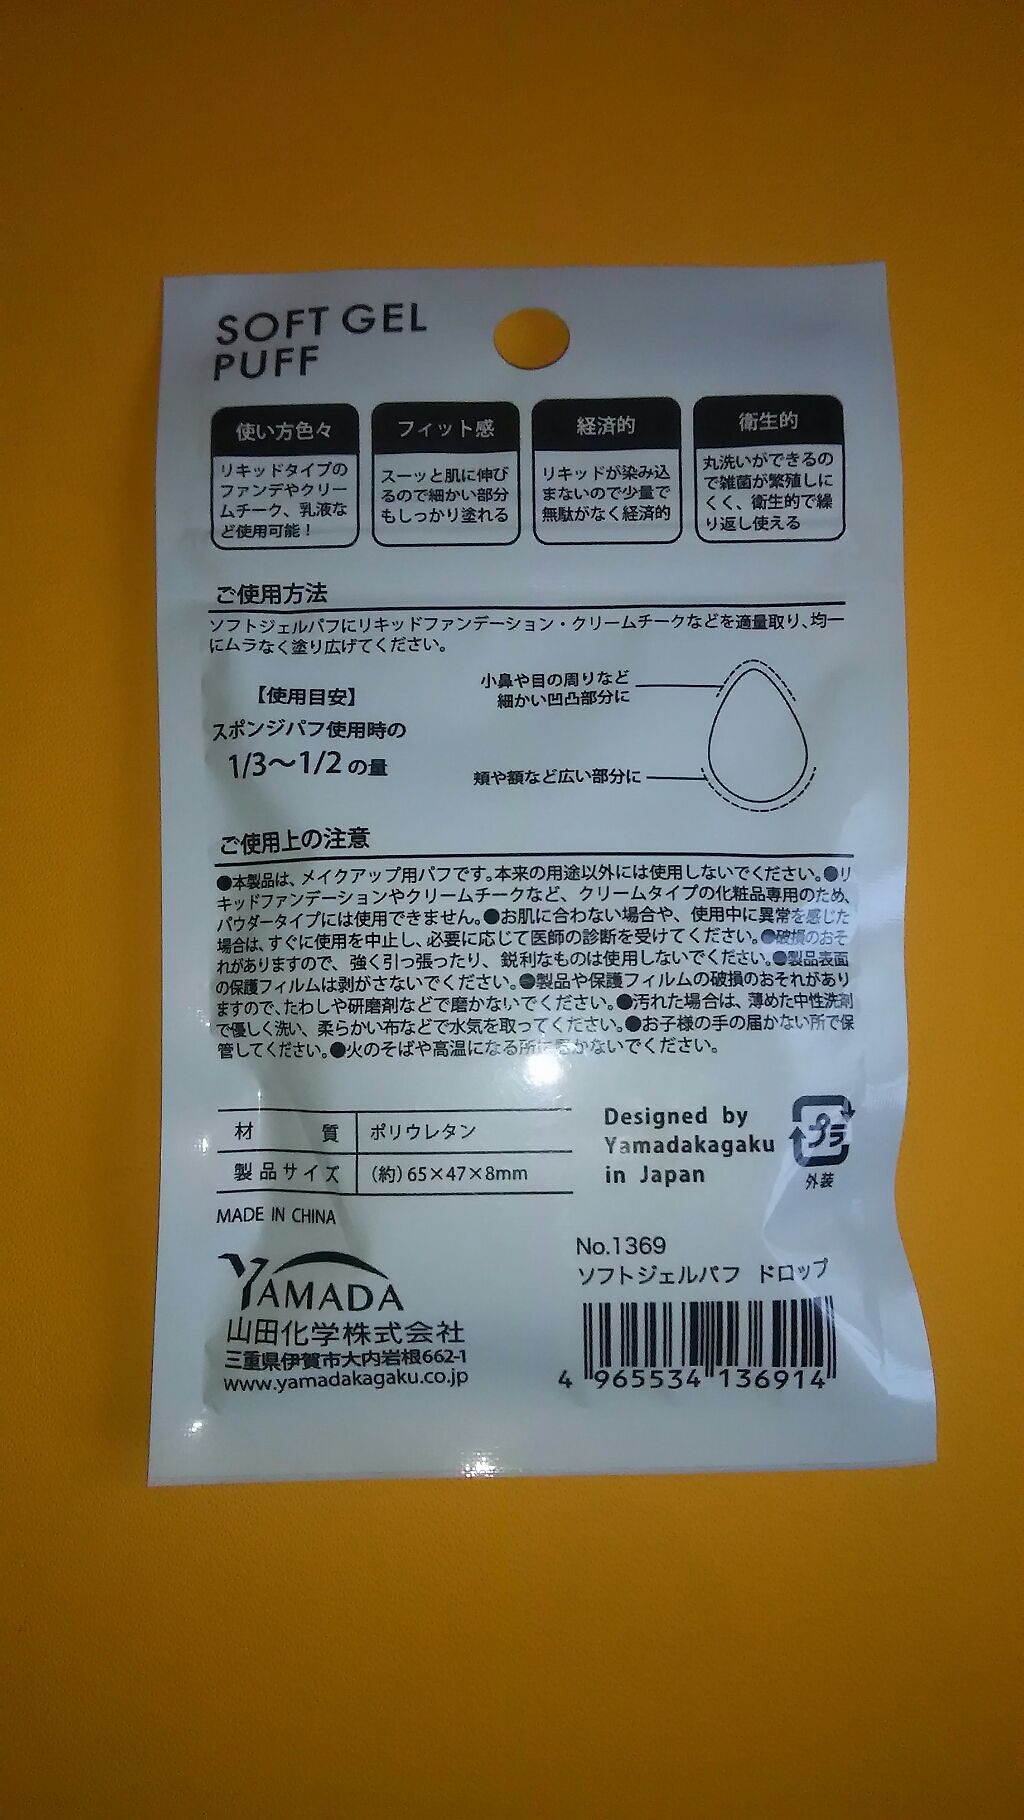 SOFT GEL
PUFF
使い方色々
リキッドタイプの
ファンデやクリー
ムチーク、乳液な
ど使用可能！
フィット感
スーッと肌に伸び
るので細かい部分
もしっかり塗れる
経済的
リキッドが染み込
まないので少量で
無駄がなく経済的
衛生的
丸洗いができるの
で雑菌が繁殖しに
くく、衛生的で繰
り返し使える
ご使用方法
ソフトジェルパフにリキッドファンデーション・クリームチークなどを適量取り、均一
にムラなく塗り広げてください。
【使用目安】
スポンジパフ使用時の
1/3〜1/2の量
小鼻や目の周りなど
細かい凹凸部分に
頬や額など広い部分に
ご使用上の注意
●本製品は、メイクアップ用パフです。本来の用途以外には使用しないでください。●リ
キッドファンデーションやクリームチークなど、クリームタイプの化粧品専用のため、
パウダータイプには使用できません。●お肌に合わない場合や、使用中に異常を感じた
場合は、すぐに使用を中止し、必要に応じて医師の診断を受けてください。●破損のおそ
れがありますので、強く引っ張ったり、鋭利なものは使用しないでください。●製品表面
の保護フィルムは剥がさないでください。●製品や保護フィルムの破損のおそれがあり
ますので、たわしや研磨剤などで磨かないでください。●汚れた場合は、薄めた中性洗剤
で優しく洗い、柔らかい布などで水気を取ってください。●お子様の手の届かない所で保
管してください。●火のそばや高温になる所に置かないでください。
材質 ポリウレタン
製品サイズ (約)65×47×8mm
MADE IN CHINA
Designed by
Yamadakagaku
in Japan
プラ
外装
YAMADA
山田化学株式会社
三重県伊賀市大内岩根662-1
www.yamadakagaku.co.jp
No.1369
ソフトジェルパフ ドロップ
4 965534 136914